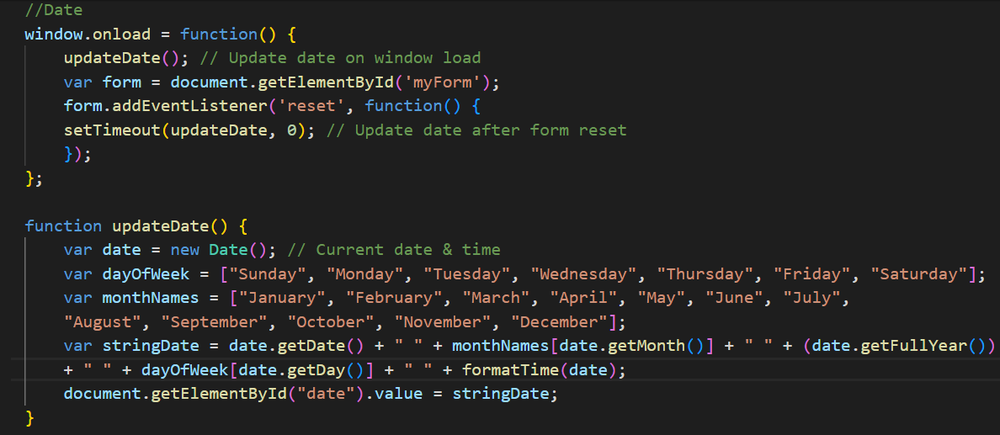 //Date
window.onload = function() {
    updateDate(); // Update date on window load
    var form = document.getElementById('myForm');
    form.addEventListener('reset', function() {
    setTimeout(updateDate, 0); // Update date after form reset
    });
};

function updateDate() {
    var date = new Date(); // Current date & time
    var dayOfWeek = ["Sunday", "Monday", "Tuesday", "Wednesday", "Thursday", "Friday", "Saturday"];
    var monthNames = ["January", "February", "March", "April", "May", "June", "July",
    "August", "September", "October", "November", "December"];
    var stringDate = date.getDate() + " " + monthNames[date.getMonth()] + " " + (date.getFullYear())
    + " " + dayOfWeek[date.getDay()] + " " + formatTime(date);
    document.getElementById("date").value = stringDate;
}